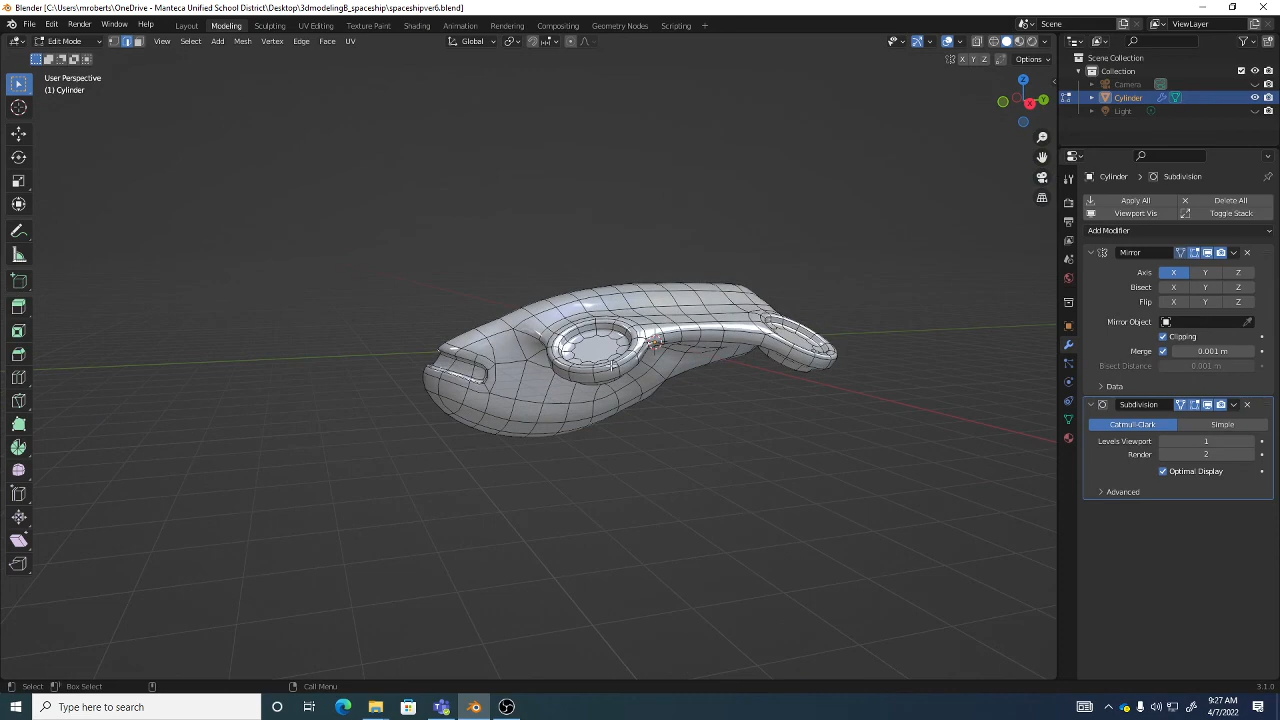 Blender [C:\Users\mroberts\OneDrive - Manteca Unified School District\Desktop\3dmodelingB_spaceship\spaceshipver6.blend]
File Edit Render Window Help Layout Modeling Sculpting UV Editing Texture Paint Shading Animation Rendering Compositing Geometry Nodes Scripting + Scene ViewLayer
Edit Mode View Select Add Mesh Vertex Edge Face UV Global
X Y Z Options
User Perspective
(1) Cylinder
Z
Y
X
Scene Collection
Collection
Camera
Cylinder
Light
Cylinder > Subdivision
Apply All Delete All
Viewport Vis Toggle Stack
Add Modifier
Mirror
Axis X Y Z
Bisect X Y Z
Flip X Y Z
Mirror Object
Clipping
Merge 0.001 m
Bisect Distance 0.001 m
Data
Subdivision
Catmull-Clark Simple
Levels Viewport 1
Render 2
Optimal Display
Advanced
Select Box Select Call Menu 3.1.0
Type here to search
9:27 AM
4/7/2022